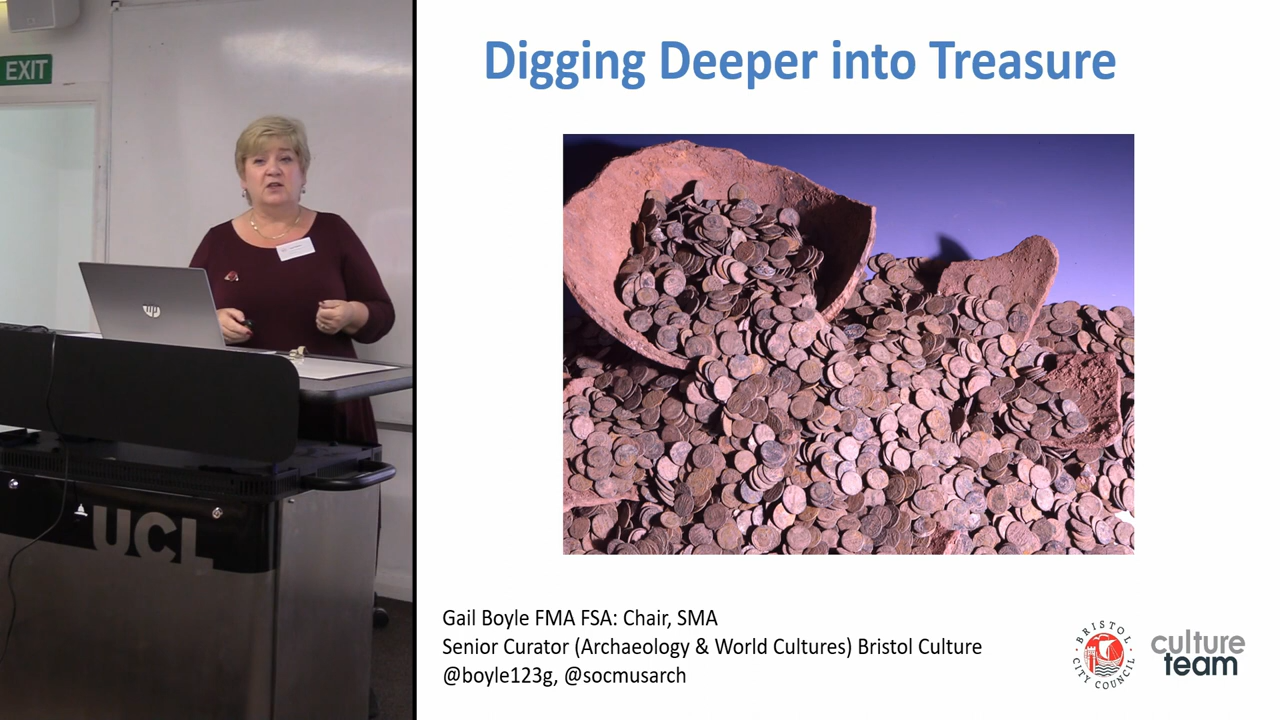 EXIT
hp
UCL
Digging Deeper into Treasure
Gail Boyle FMA FSA: Chair, SMA
Senior Curator (Archaeology & World Cultures) Bristol Culture
@boyle123g, @socmusarch
BRISTOL
CITY COUNCIL
culture
team